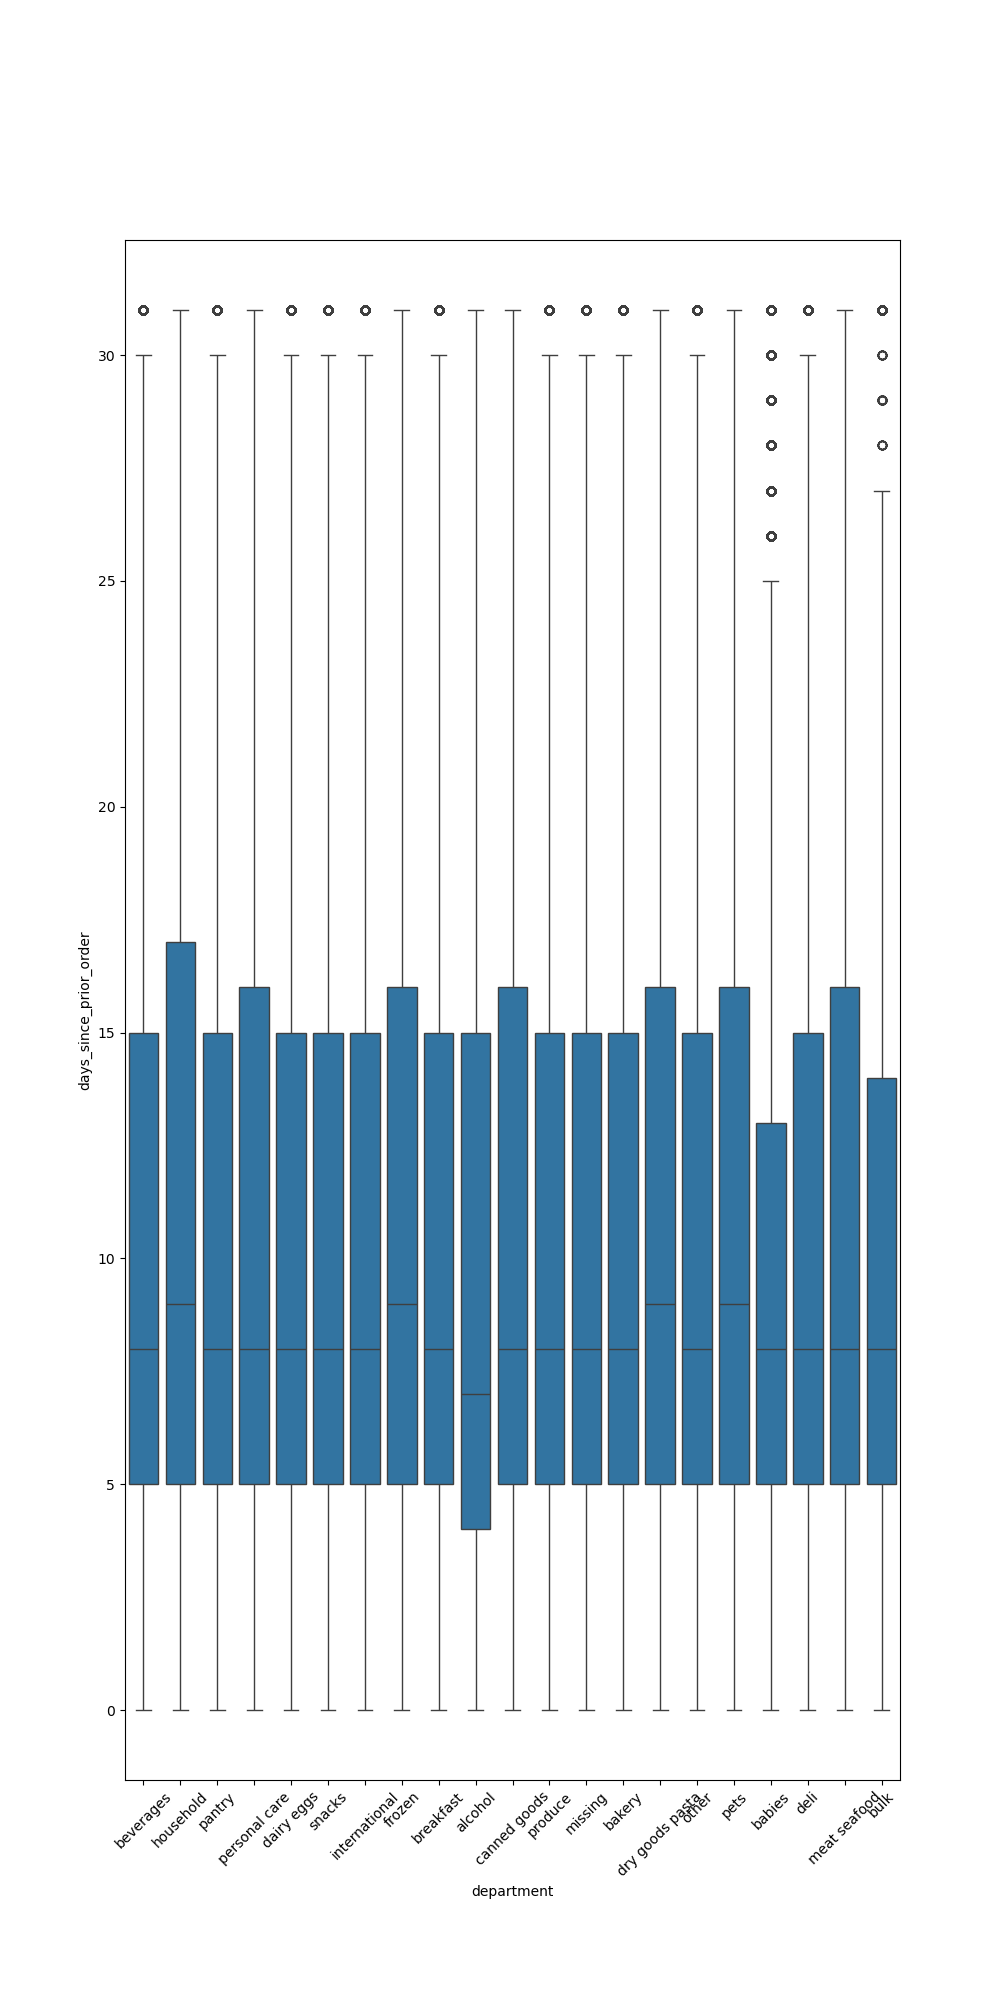 30
25
20
15
10
5
0
days_since_prior_order
beverages
household
pantry
personal care
dairy eggs
snacks
international
frozen
breakfast
alcohol
canned goods
produce
missing
bakery
dry goods pasta
other
pets
babies
deli
meat seafood
bulk
department